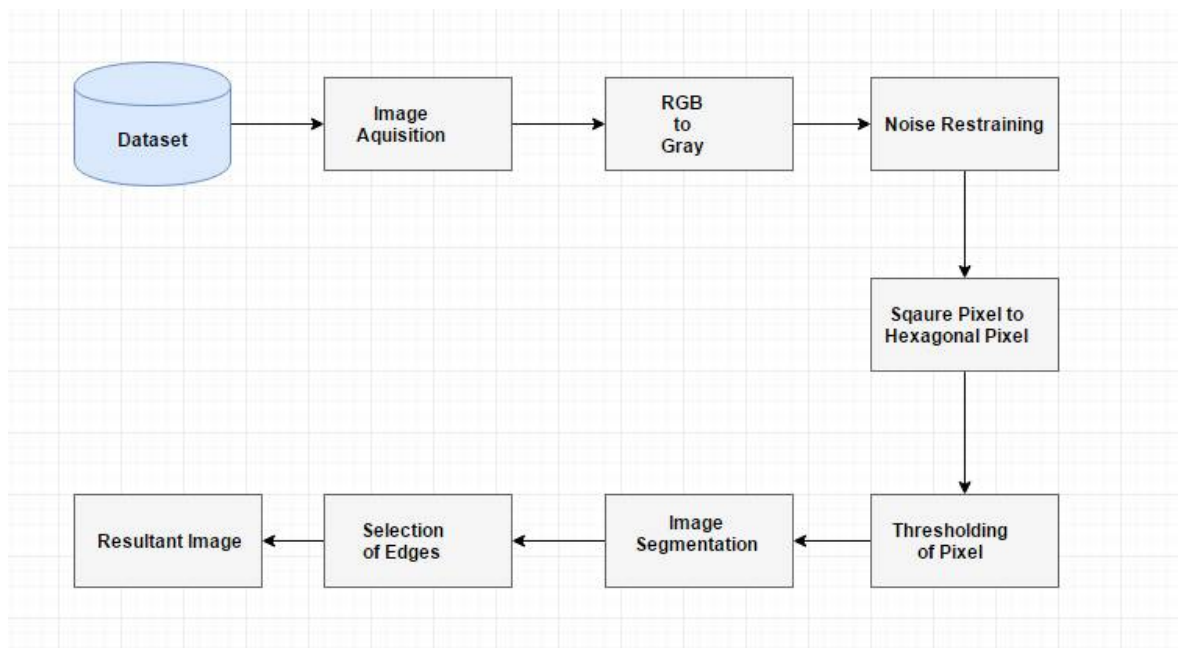 Dataset
Image
Aquisition
RGB
to
Gray
Noise Restraining
Sqaure Pixel to
Hexagonal Pixel
Thresholding
of Pixel
Image
Segmentation
Selection
of Edges
Resultant Image